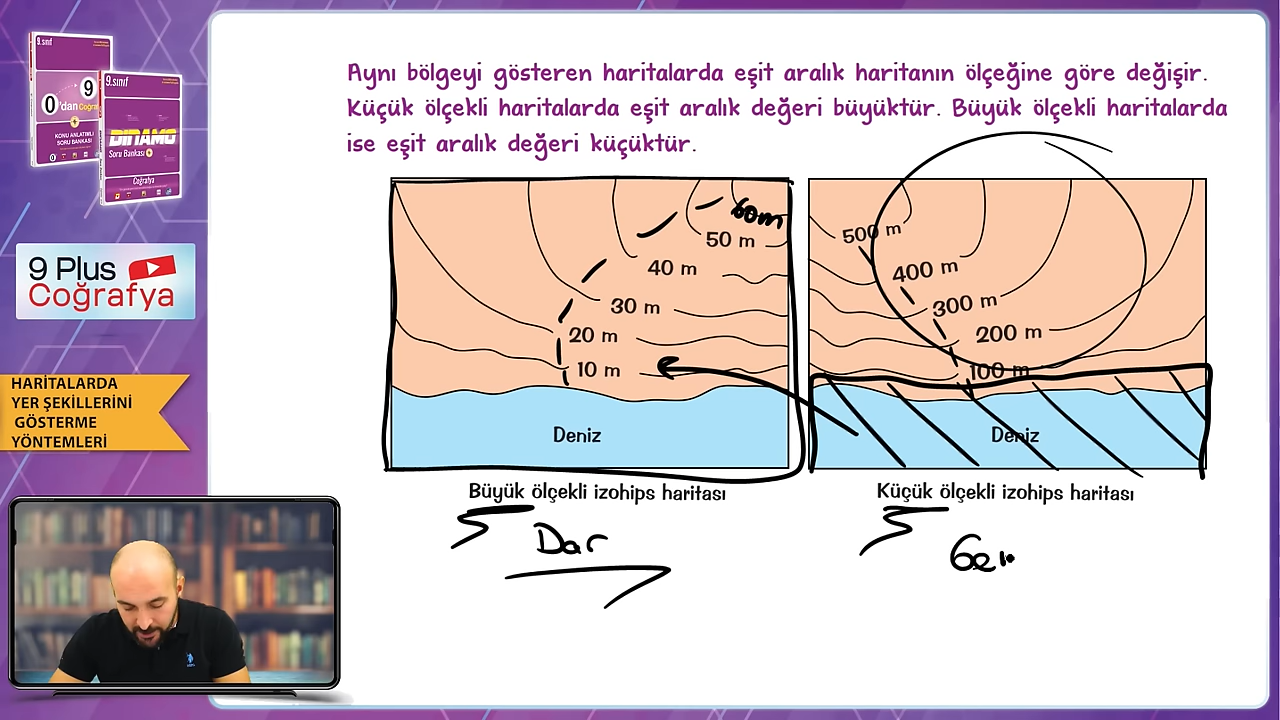 Aynı bölgeyi gösteren haritalarda eşit aralık haritanın ölçeğine göre değişir.
Küçük ölçekli haritalarda eşit aralık değeri büyüktür. Büyük ölçekli haritalarda
ise eşit aralık değeri küçüktür.
9.sınıf
0'dan 9
KONU ANLATIMLI
SORU BANKASI
9.sınıf
DİNAMO
Soru Bankası
Coğrafya
9 Plus
Coğrafya
HARİTALARDA
YER ŞEKİLLERİNİ
GÖSTERME
YÖNTEMLERİ
60m
50 m
40 m
30 m
20 m
10 m
Deniz
Büyük ölçekli izohips haritası
Dar
500 m
400 m
300 m
200 m
100 m
Deniz
Küçük ölçekli izohips haritası
Gen